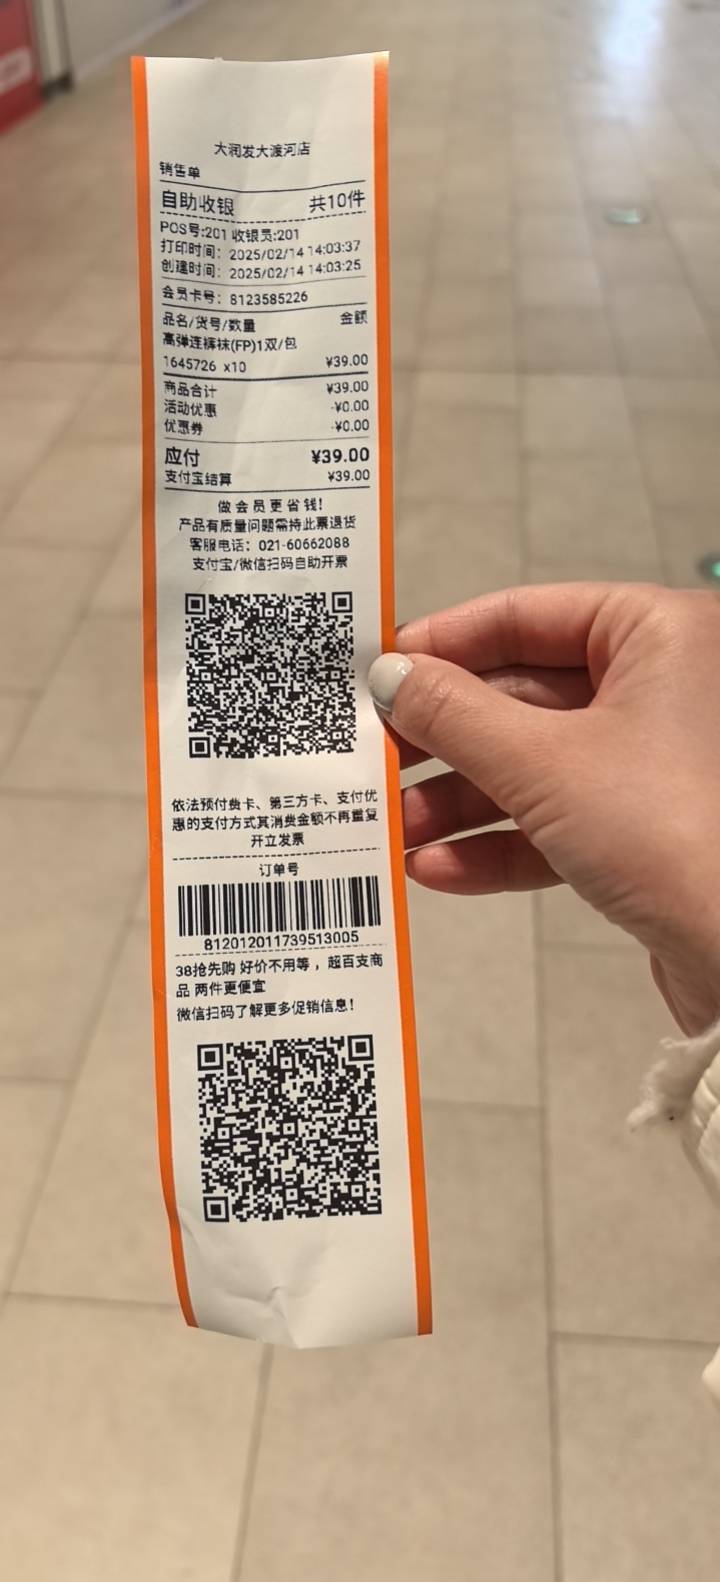 大润发大渡河店
销售单
自助收银 共10件
POS号:201 收银员:201
打印时间：2025/02/14 14:03:37
创建时间：2025/02/14 14:03:25
会员卡号：8123585226
品名/货号/数量 金额
高弹连裤袜(FP)1双/包
1645726 x10 ¥39.00
商品合计 ¥39.00
活动优惠 -¥0.00
优惠券 -¥0.00
应付 ¥39.00
支付宝结算 ¥39.00
做会员更省钱！
产品有质量问题需持此票退货
客服电话：021-60662088
支付宝/微信扫码自助开票
依法预付费卡、第三方卡、支付优
惠的支付方式其消费金额不再重复
开立发票
订单号
812012011739513005
38抢先购 好价不用等，超百支商
品 两件更便宜
微信扫码了解更多促销信息！